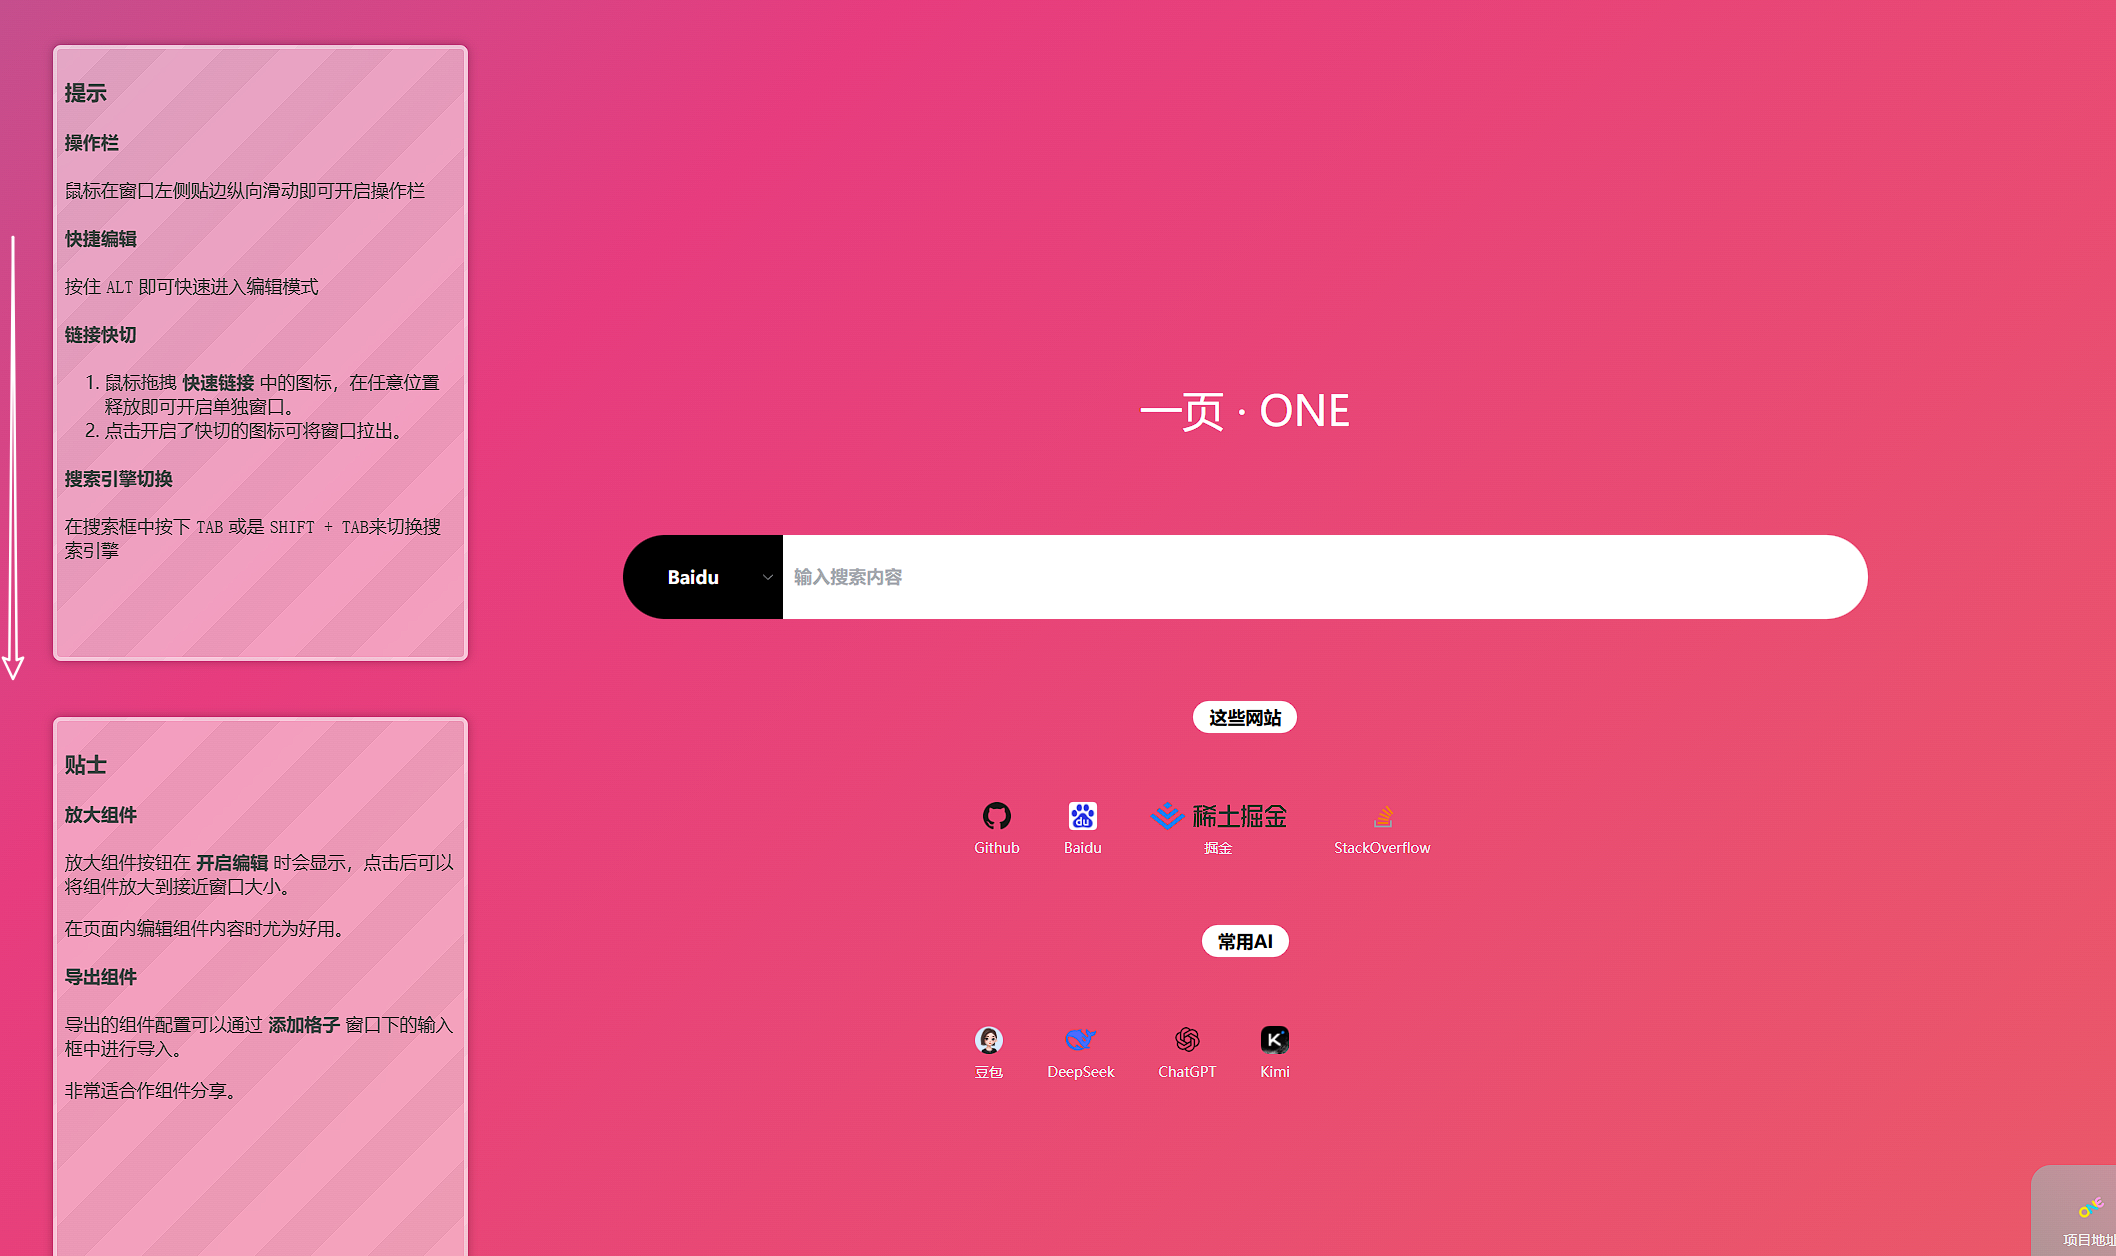 提示
操作栏
鼠标在窗口左侧贴边纵向滑动即可开启操作栏
快捷编辑
按住 ALT 即可快速进入编辑模式
链接快切
1. 鼠标拖拽 快速链接 中的图标，在任意位置
释放即可开启单独窗口。
2. 点击开启了快切的图标可将窗口拉出。
搜索引擎切换
在搜索框中按下 TAB 或是 SHIFT + TAB来切换搜
索引擎
贴士
放大组件
放大组件按钮在 开启编辑 时会显示，点击后可以
将组件放大到接近窗口大小。
在页面内编辑组件内容时尤为好用。
导出组件
导出的组件配置可以通过 添加格子 窗口下的输入
框中进行导入。
非常适合作组件分享。
一页 · ONE
Baidu
输入搜索内容
这些网站
du
稀土掘金
Github
Baidu
掘金
StackOverflow
常用AI
K
豆包
DeepSeek
ChatGPT
Kimi
项目地址